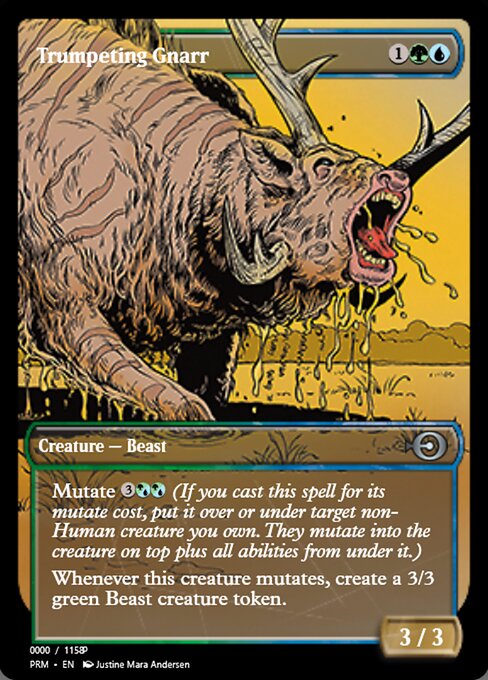 Trumpeting Gnarr 1
Creature — Beast
Mutate 3 (If you cast this spell for its
mutate cost, put it over or under target non-
Human creature you own. They mutate into the
creature on top plus all abilities from under it.)
Whenever this creature mutates, create a 3/3
green Beast creature token.
3 / 3
0000 / 1158P
PRM • EN Justine Mara Andersen